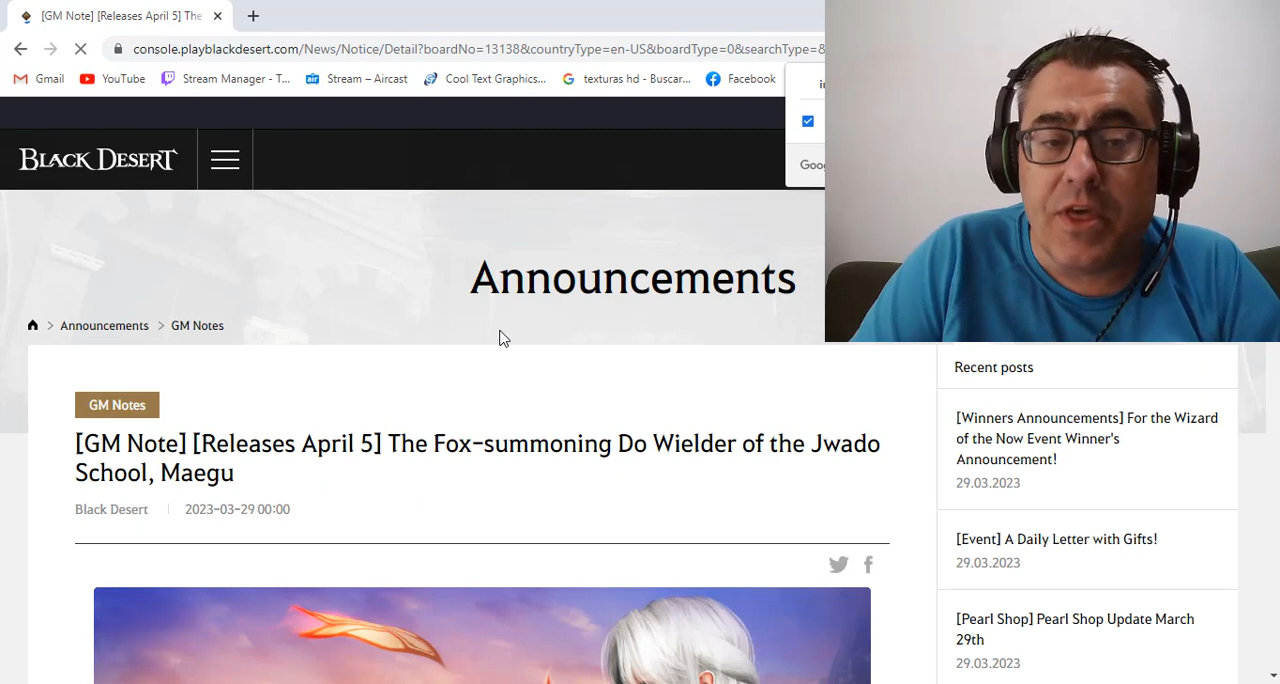 [GM Note] [Releases April 5] The
console.playblackdesert.com/News/Notice/Detail?boardNo=13138&countryType=en-US&boardType=0&searchType=&
Gmail YouTube Stream Manager - T... Stream – Aircast Cool Text Graphics... texturas hd - Buscar... Facebook
BLACK DESERT
Goo
Announcements
Announcements > GM Notes
Recent posts
GM Notes
[GM Note] [Releases April 5] The Fox-summoning Do Wielder of the Jwado
School, Maegu
Black Desert 2023-03-29 00:00
[Winners Announcements] For the Wizard
of the Now Event Winner's
Announcement!
29.03.2023
[Event] A Daily Letter with Gifts!
29.03.2023
[Pearl Shop] Pearl Shop Update March
29th
29.03.2023